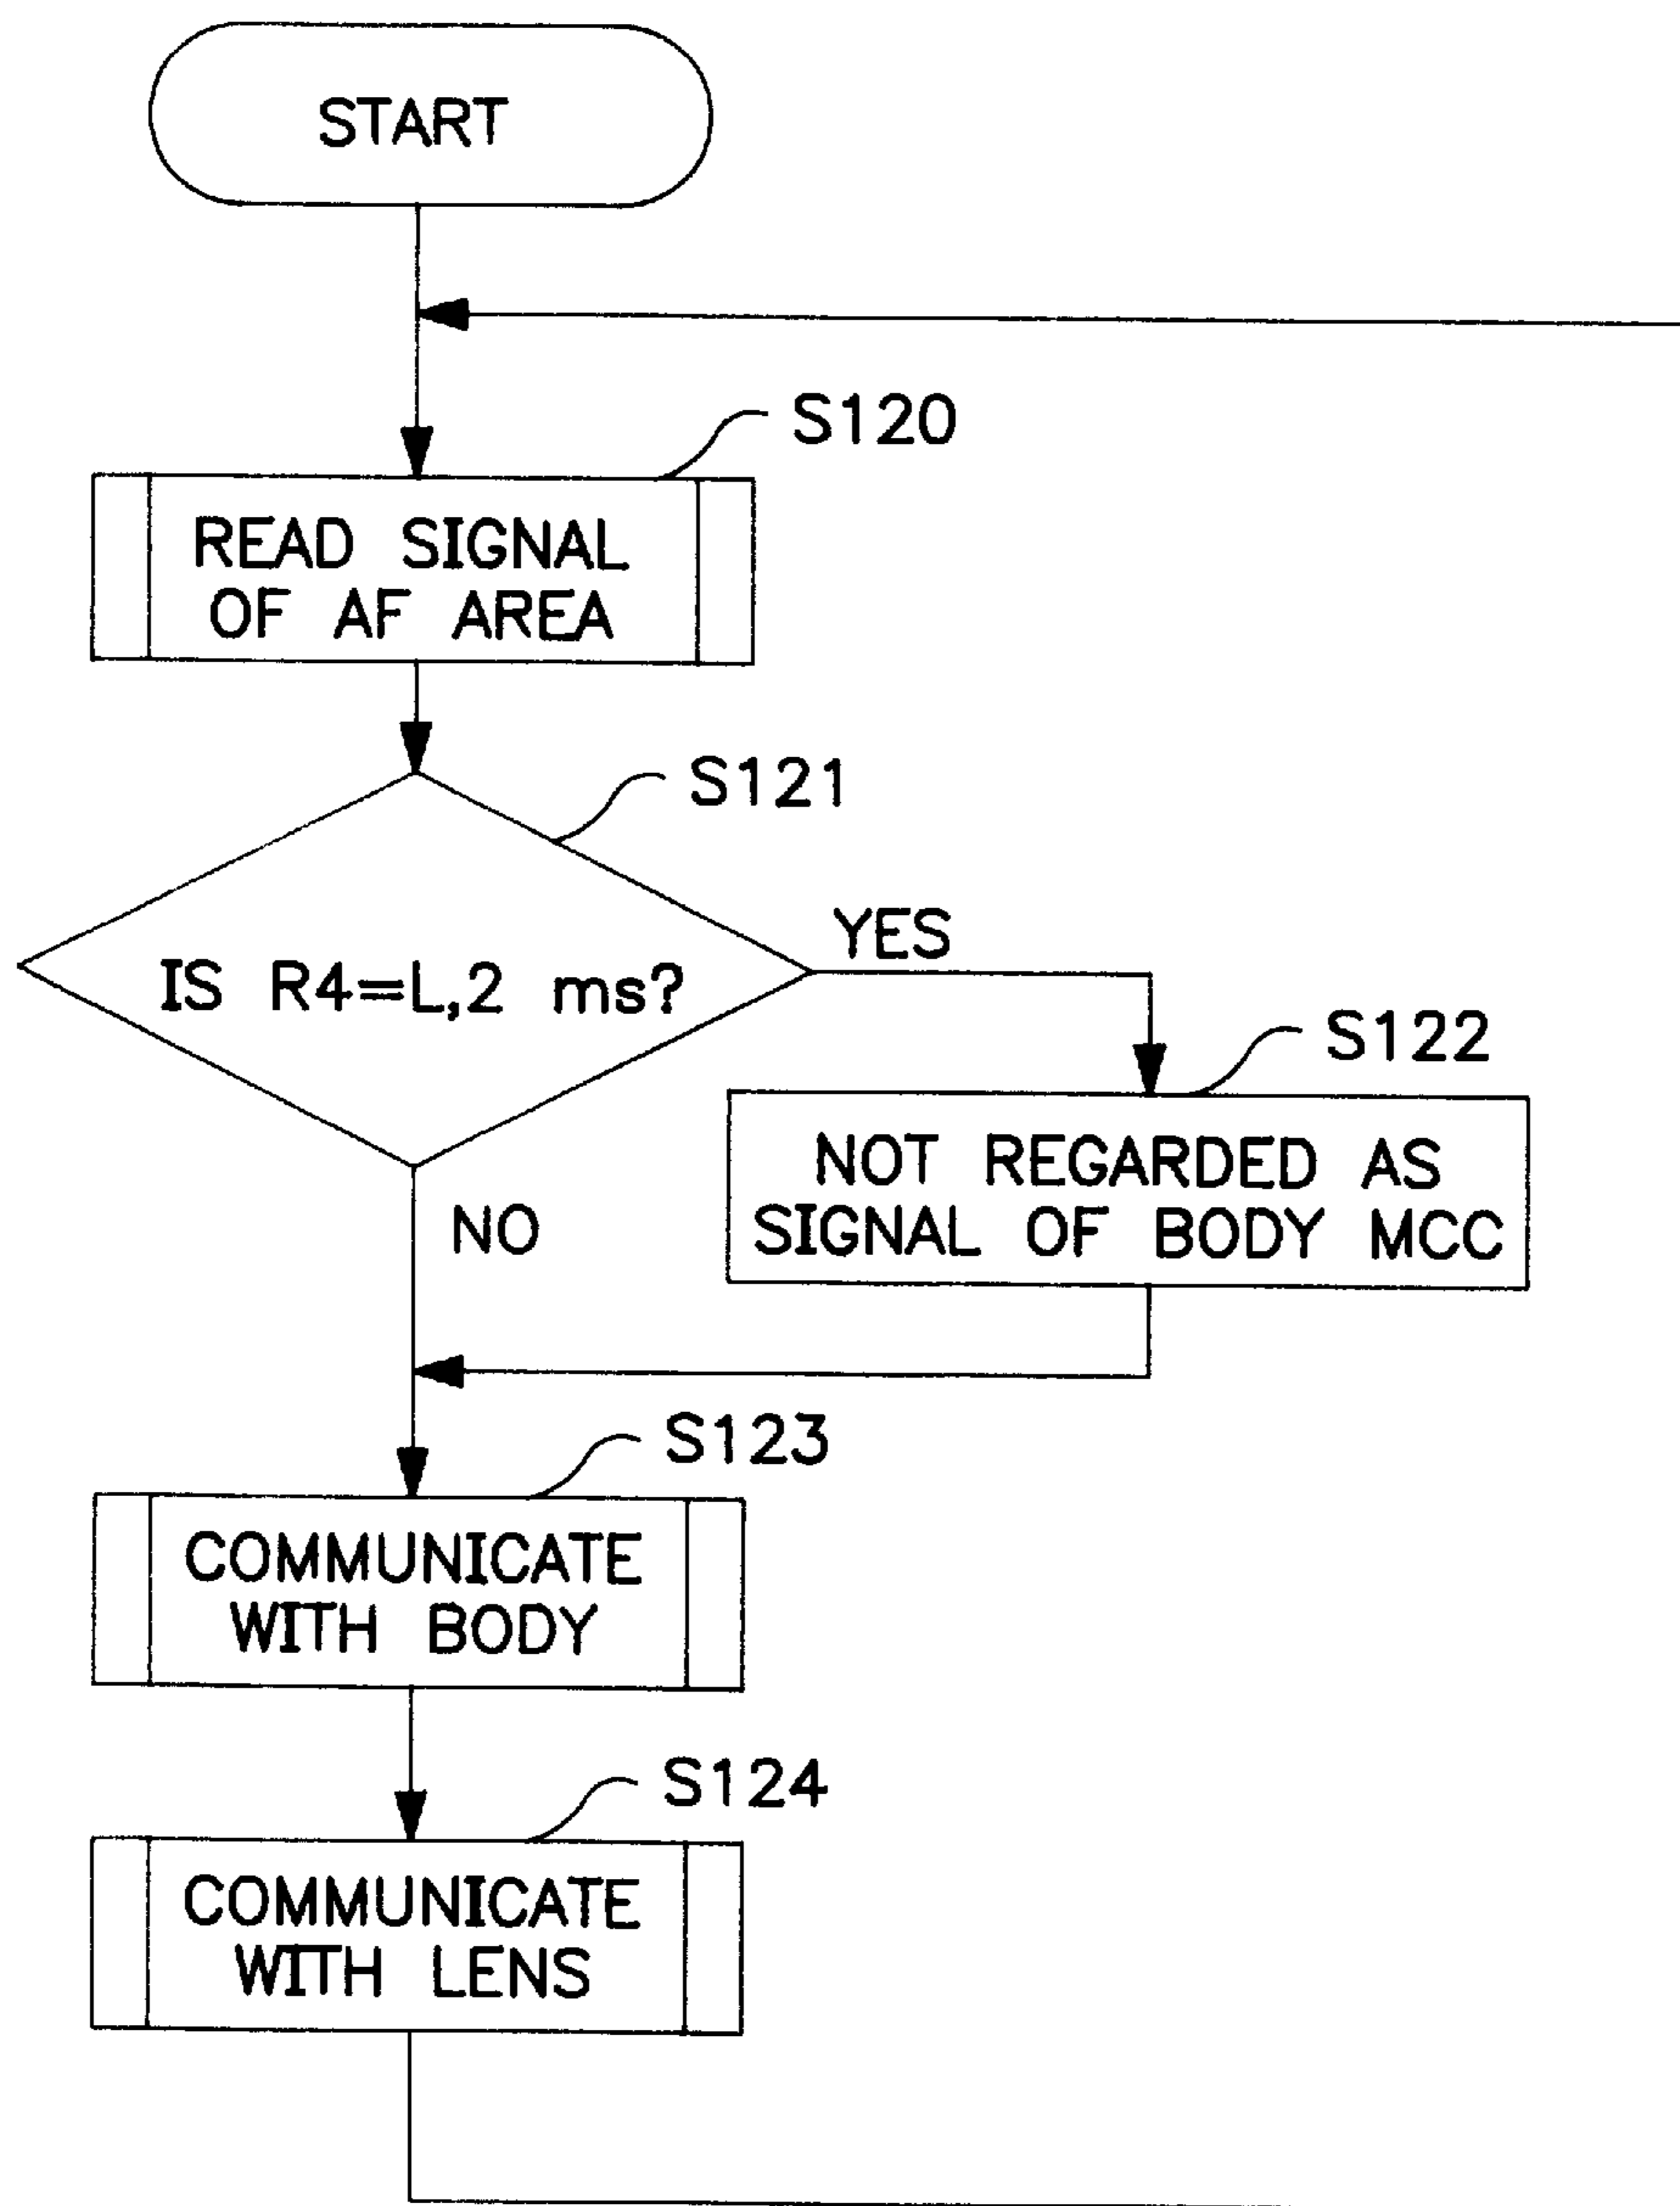 START
S120
READ SIGNAL
OF AF AREA
S121
IS R4=L,2 ms?
YES
S122
NOT REGARDED AS
SIGNAL OF BODY MCC
NO
S123
COMMUNICATE
WITH BODY
S124
COMMUNICATE
WITH LENS